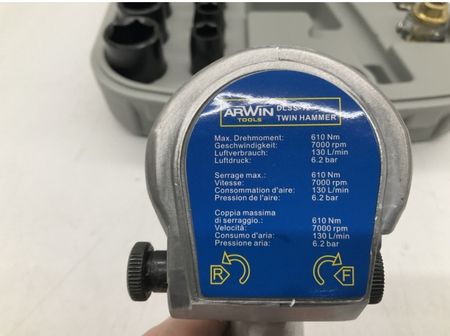 ARWIN
TOOLS
TWIN HAMMER
Max. Drehmoment: 610 Nm
Geschwindigkeit: 7000 rpm
Luftverbrauch: 130 L/min
Luftdruck: 6.2 bar
Serrage max.: 610 Nm
Vitesse: 7000 rpm
Consommation d'aire: 130 L/min
Pression de l'aire: 6.2 bar
Coppia massima
di serraggio.: 610 Nm
Velocità: 7000 rpm
Consumo d'aria: 130 L/min
Pressione aria: 6.2 bar
R
F